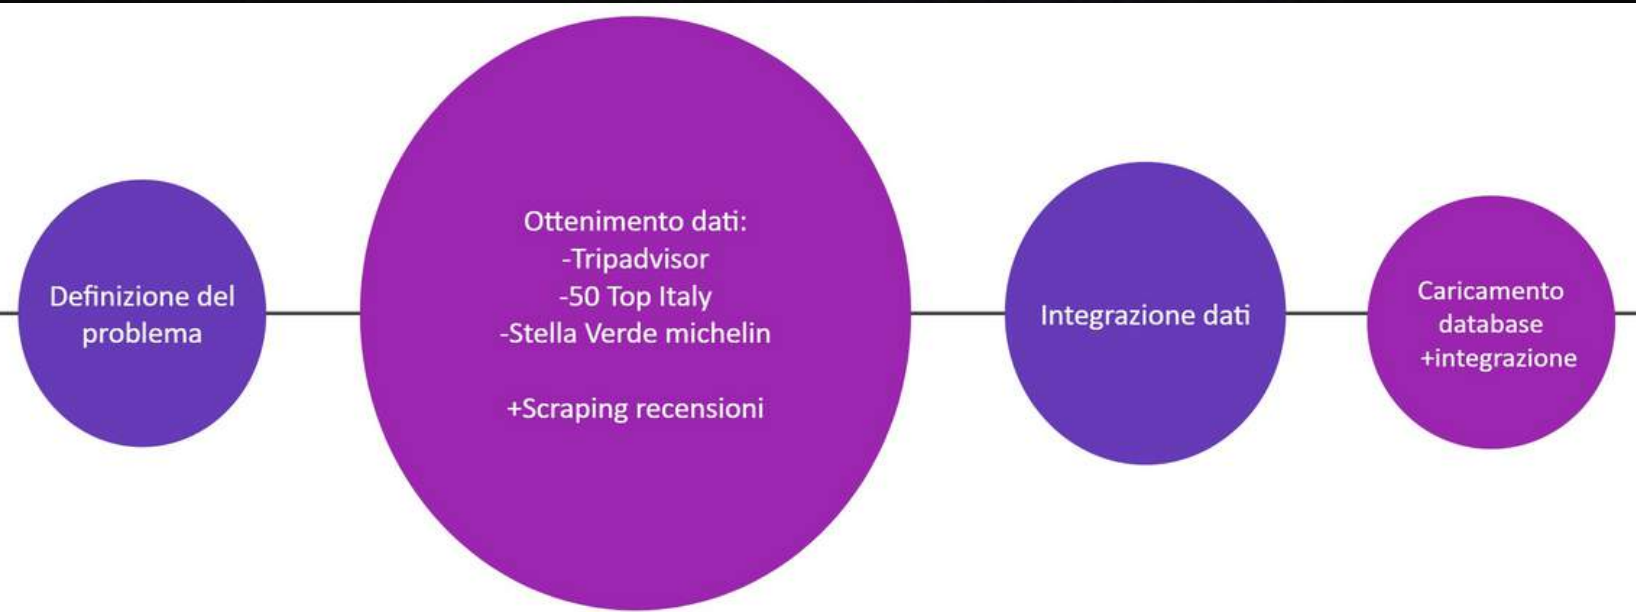 Definizione del
problema
Ottenimento dati:
-Tripadvisor
-50 Top Italy
-Stella Verde michelin
+Scraping recensioni
Integrazione dati
Caricamento
database
+integrazione